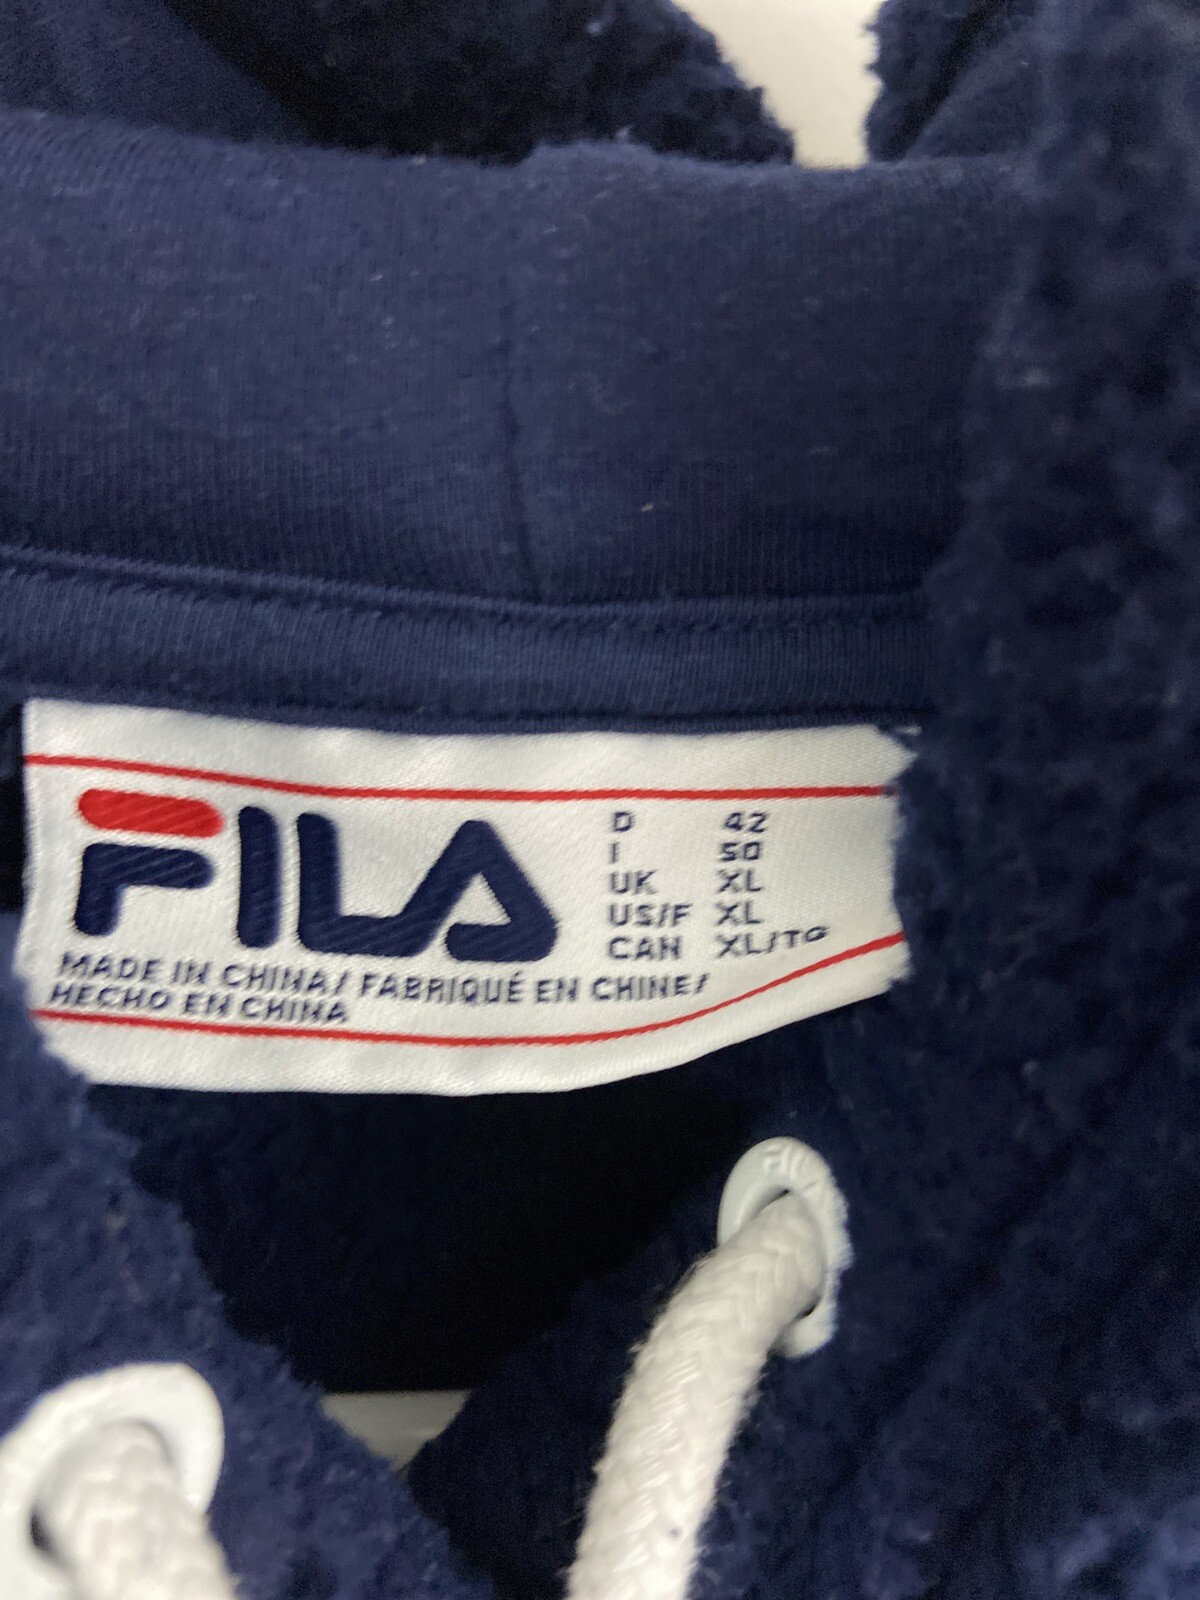 FILA
D 42
I 50
UK XL
US/F XL
CAN XL/TG
MADE IN CHINA/ FABRIQUÉ EN CHINE/
HECHO EN CHINA
FILA